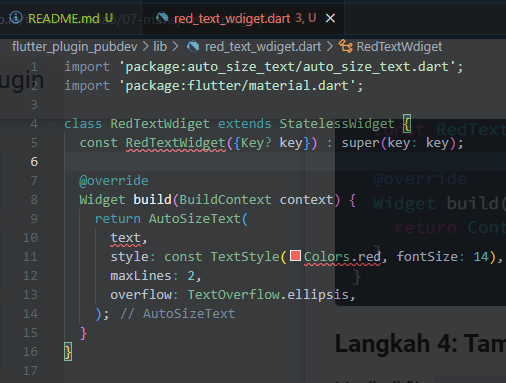 README.md U red_text_wdiget.dart 3, U
flutter_plugin_pubdev > lib > red_text_wdiget.dart > RedTextWdiget
1 import 'package:auto_size_text/auto_size_text.dart';
2 import 'package:flutter/material.dart';
3
4 class RedTextWdiget extends StatelessWidget {
5 const RedTextWidget({Key? key}) : super(key: key);
6
7 @override
8 Widget build(BuildContext context) {
9 return AutoSizeText(
10 text,
11 style: const TextStyle(Colors.red, fontSize: 14),
12 maxLines: 2,
13 overflow: TextOverflow.ellipsis,
14 ); // AutoSizeText
15 }
16 }
17
const RedText
@override
Widget build(
return Cont
}
Langkah 4: Tam